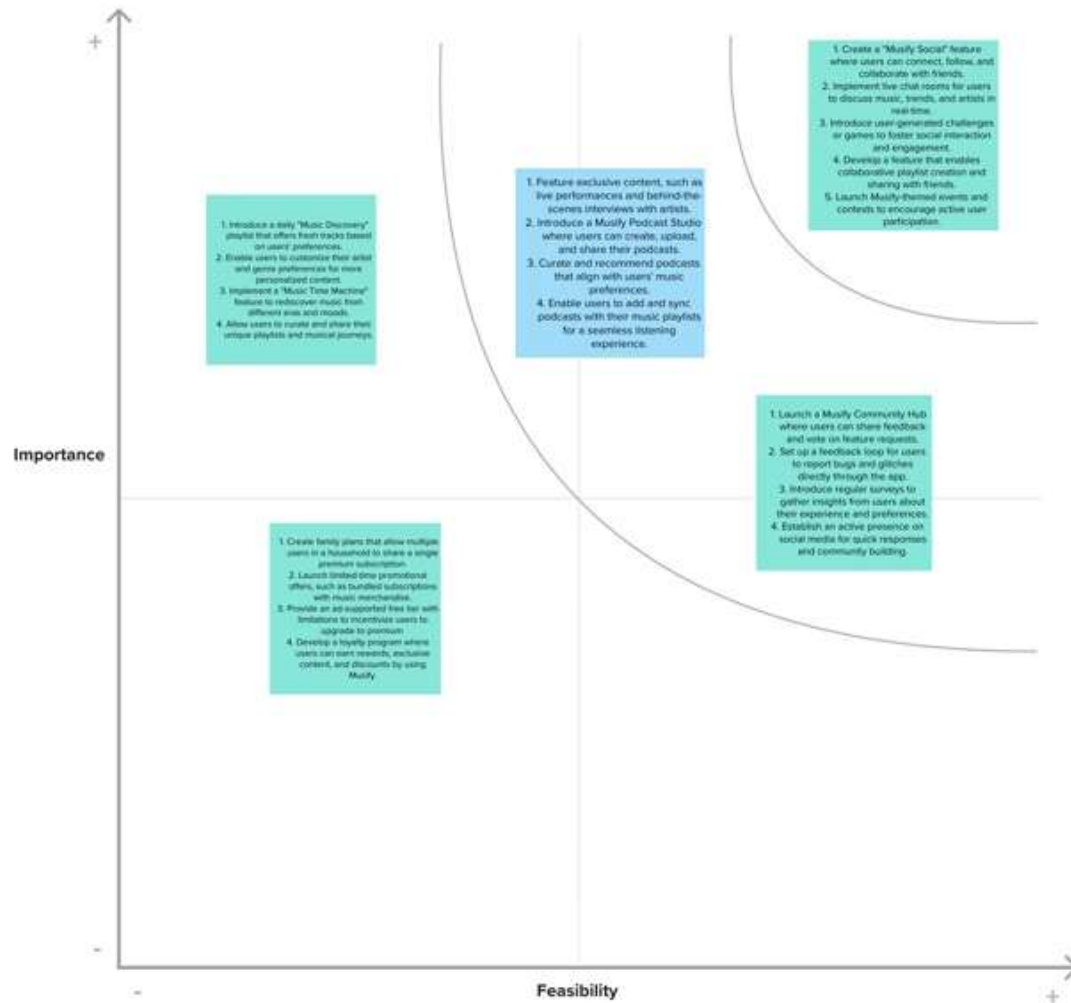 +
1. Create a "Musify Social" feature
where users can connect, follow, and
collaborate with friends.
2. Implement live chat rooms for users
to discuss music, trends, and artists in
real-time.
3. Introduce user-generated challenges
or games to foster social interaction
and engagement.
4. Develop a feature that enables
collaborative playlist creation and
sharing with friends.
5. Launch Musify-themed events and
contests to encourage active user
participation.
1. Feature exclusive content, such as
live performances and behind-the-
scenes interviews with artists.
2. Introduce a Musify Podcast Studio
where users can create, upload,
and share their podcasts.
3. Curate and recommend podcasts
that align with users' music
preferences.
4. Enable users to add and sync
podcasts with their music playlists
for a seamless listening
experience.
1. Introduce a daily "Music Discovery"
playlist that offers fresh tracks based
on users' preferences.
2. Enable users to customize their artist
and genre preferences for more
personalized content.
3. Implement a "Music Time Machine"
feature to rediscover music from
different eras and moods.
4. Allow users to curate and share their
unique playlists and musical journeys.
1. Launch a Musify Community Hub
where users can share feedback
and vote on feature requests.
2. Set up a feedback loop for users
to report bugs and glitches
directly through the app.
3. Introduce regular surveys to
gather insights from users about
their experience and preferences.
4. Establish an active presence on
social media for quick responses
and community building.
Importance
1. Create family plans that allow multiple
users in a household to share a single
premium subscription
2. Launch limited-time promotional
offers, such as bundled subscriptions
with music merchandise.
3. Provide an ad-supported free tier with
limitations to incentivize users to
upgrade to premium
4. Develop a loyalty program where
users can earn rewards, exclusive
content, and discounts by using
Musify.
-
-
Feasibility
+